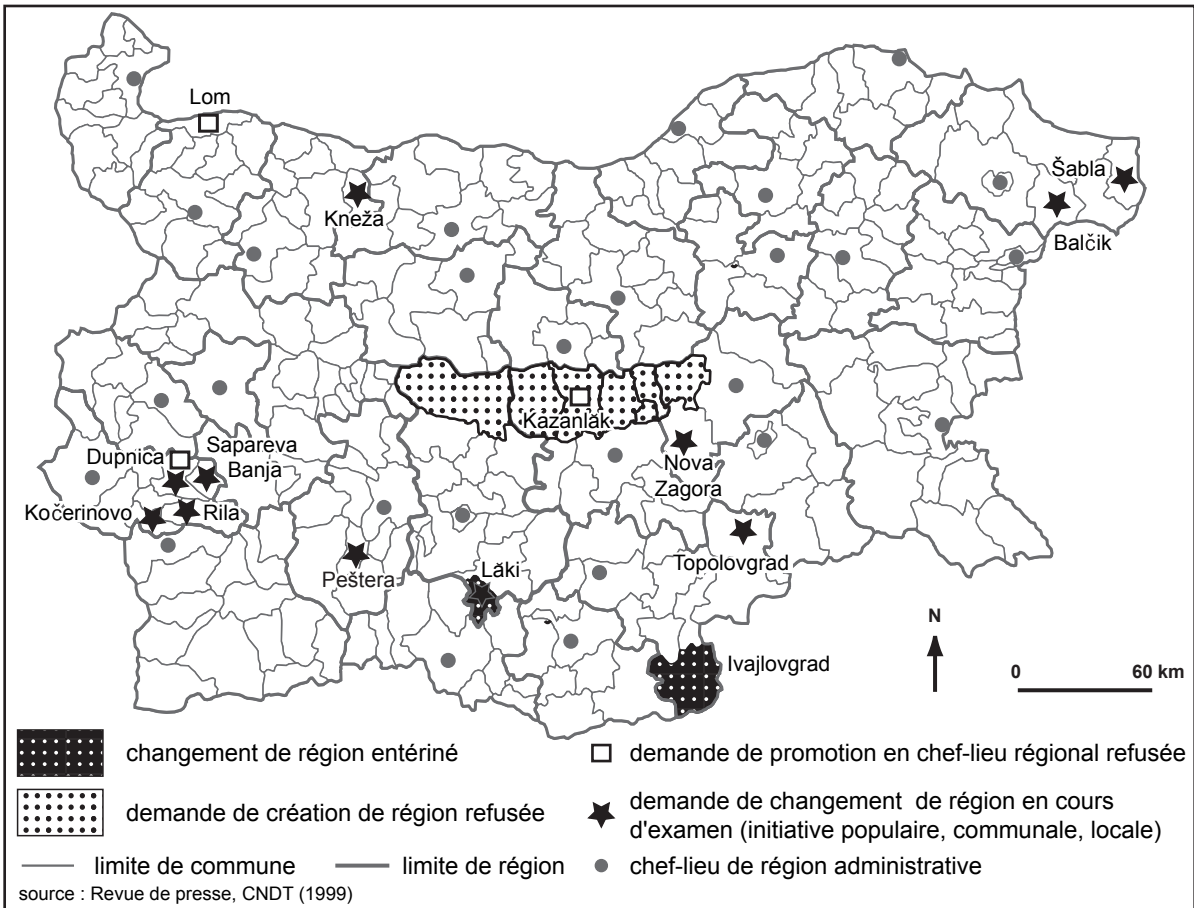 Lom
Kneža
Šabla
Balčik
Kazanlăk
Dupnica
Sapareva
Banja
Nova
Zagora
Kočerinovo
Rila
Topolovgrad
Peštera
Lăki
N
Ivajlovgrad
0 60 km
changement de région entériné
demande de promotion en chef-lieu régional refusée
demande de création de région refusée
demande de changement de région en cours
d'examen (initiative populaire, communale, locale)
limite de commune
limite de région
chef-lieu de région administrative
source : Revue de presse, CNDT (1999)